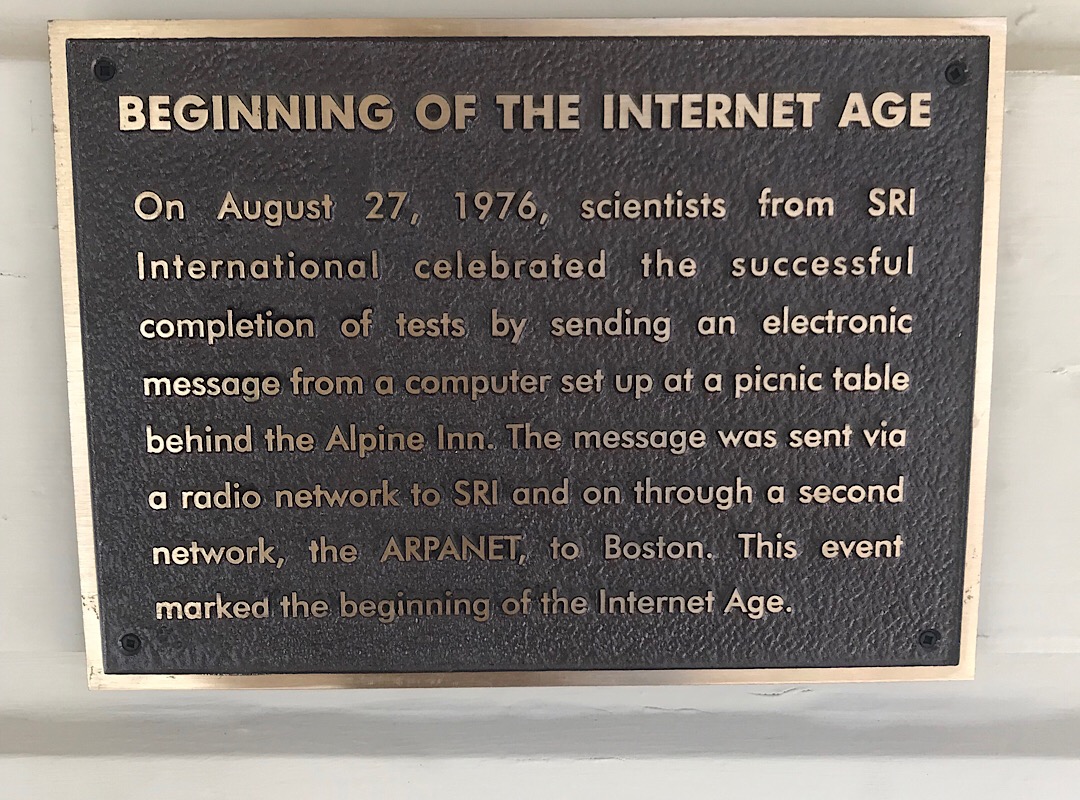 BEGINNING OF THE INTERNET AGE
On August 27, 1976, scientists from SRI
International celebrated the successful
completion of tests by sending an electronic
message from a computer set up at a picnic table
behind the Alpine Inn. The message was sent via
a radio network to SRI and on through a second
network, the ARPANET, to Boston. This event
marked the beginning of the Internet Age.